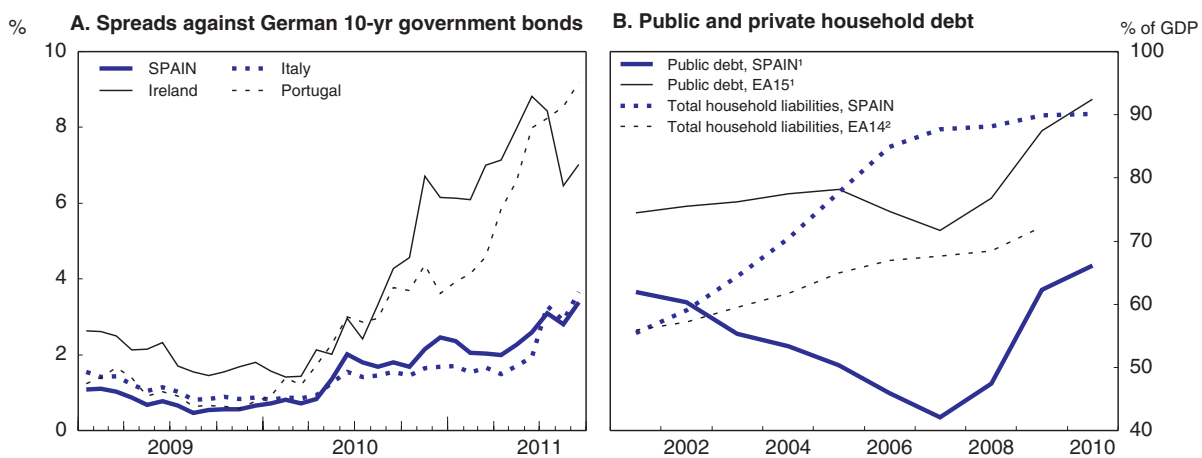 A. Spreads against German 10-yr government bonds
%
10
8
6
4
2
0
SPAIN
Italy
Ireland
Portugal
2009
2010
2011
B. Public and private household debt
% of GDP
100
90
80
70
60
50
40
Public debt, SPAIN¹
Public debt, EA15¹
Total household liabilities, SPAIN
Total household liabilities, EA14²
2002
2004
2006
2008
2010